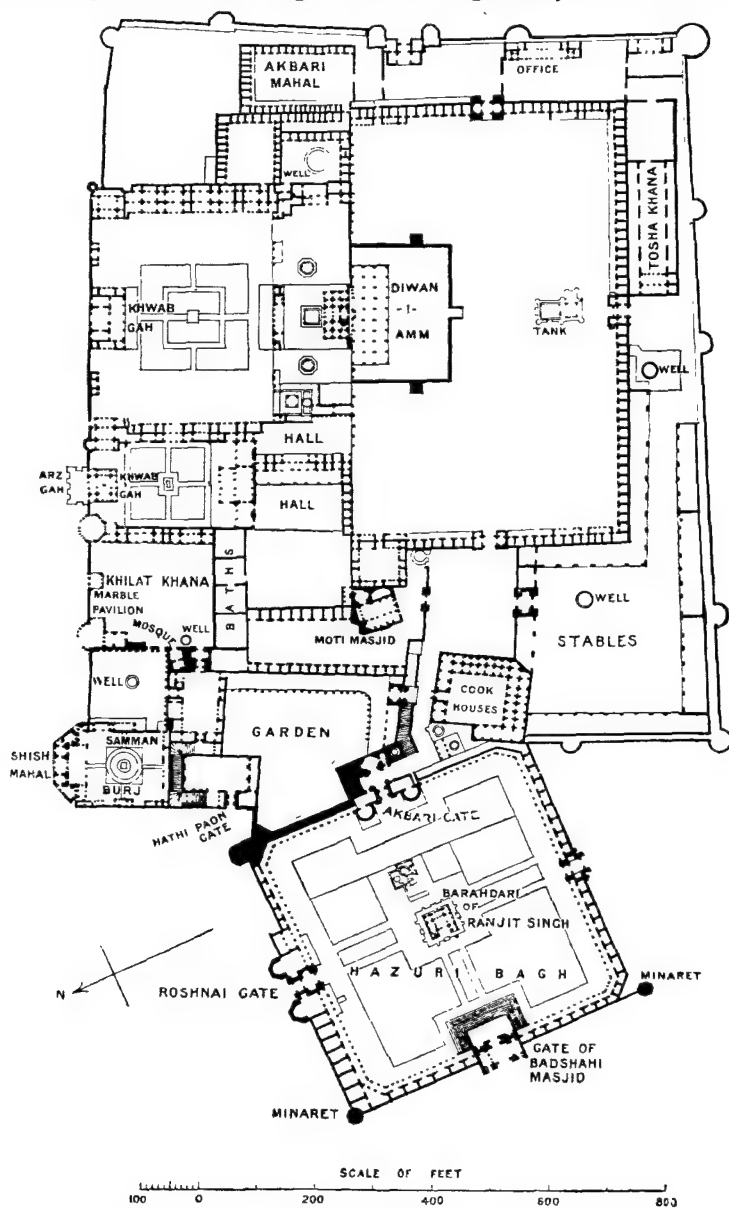 AKBARI
MAHAL
OFFICE
WELL
TOSHA KHANA
KHWAB
GAH
DIWAN
-I-
AMM
TANK
WELL
HALL
ARZ
GAH
KHWAB
GAH
HALL
BATHS
KHILAT KHANA
MARBLE
PAVILION
MOSQUE
WELL
MOTI MASJID
WELL
STABLES
WELL
COOK
HOUSES
GARDEN
SAMMAN
BURJ
SHISH
MAHAL
HATHI PAON
GATE
AKBARI GATE
BARAHDARI
OF
RANJIT SINGH
HAZURI BAGH
N
ROSHNAI GATE
MINARET
GATE OF
BADSHAHI
MASJID
MINARET
SCALE OF FEET
100 0 200 400 600 800